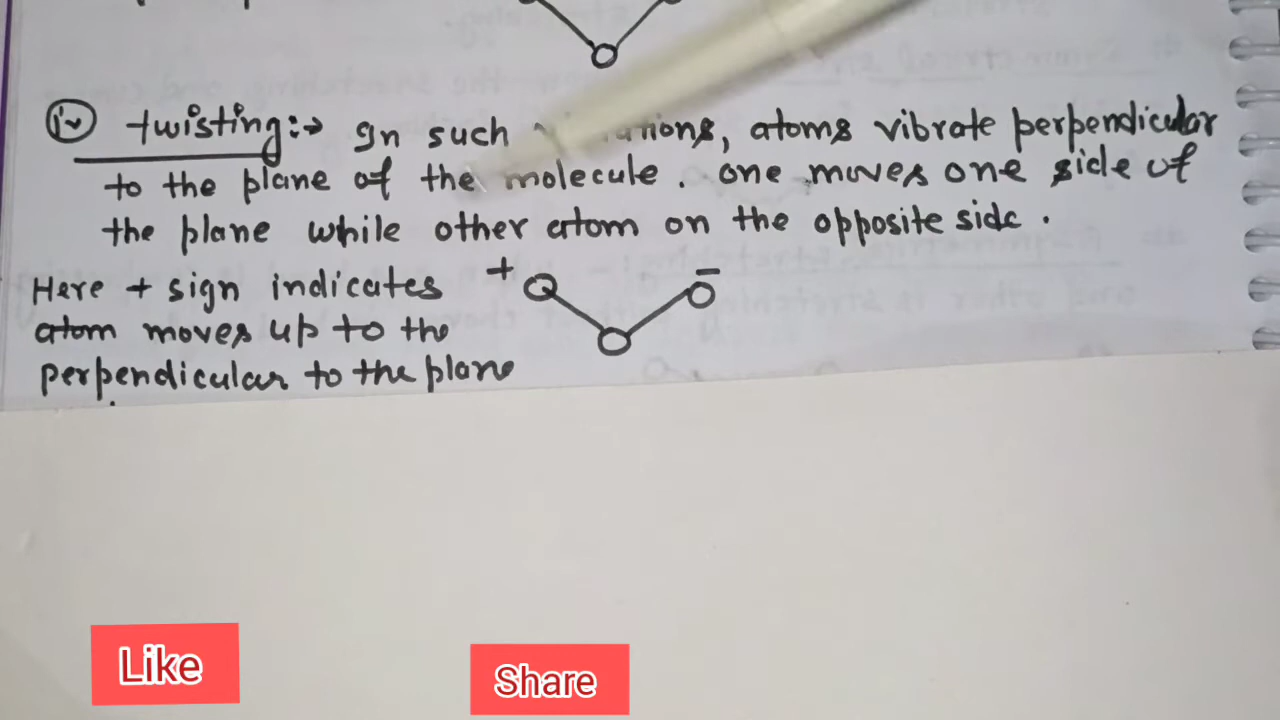 iv twisting:→ In such , atoms vibrate perpendicular
to the plane of the molecule. one moves one side of
the plane while other atom on the opposite side.
Here + sign indicates
atom moves up to the
perpendicular to the plane
+ -
Like
Share